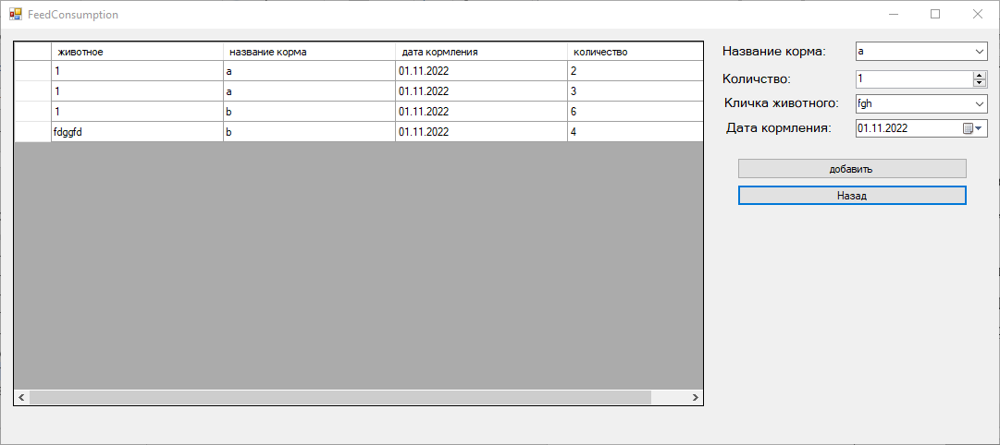 FeedConsumption
животное название корма дата кормления количество
1 a 01.11.2022 2
1 a 01.11.2022 3
1 b 01.11.2022 6
fdggfd b 01.11.2022 4
Название корма: a
Количство: 1
Кличка животного: fgh
Дата кормления: 01.11.2022
добавить
Назад